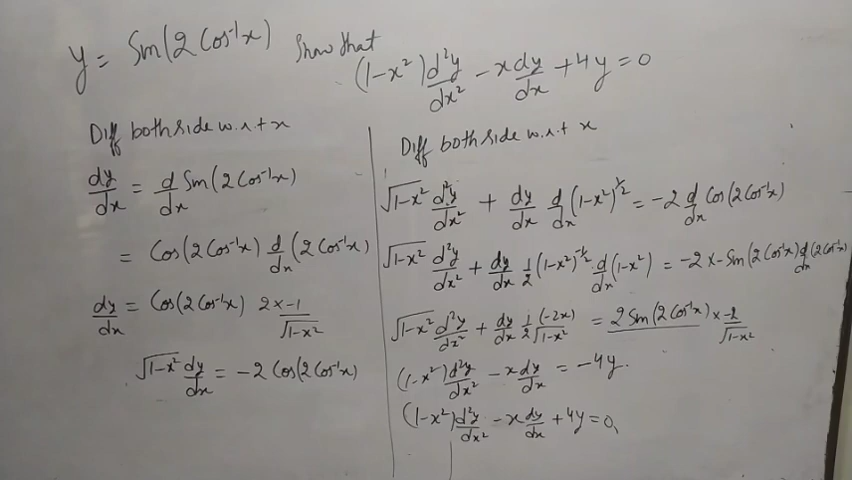 y = Sin(2 Cos⁻¹x) Show that
(1-x²) d²y/dx² - x dy/dx + 4y = 0
Diff both side w.r.t x
dy/dx = d/dx Sin(2 Cos⁻¹x)
= Cos(2 Cos⁻¹x) d/dx (2 Cos⁻¹x)
dy/dx = Cos(2 Cos⁻¹x) 2×-1/√(1-x²)
√(1-x²) dy/dx = -2 Cos(2 Cos⁻¹x)
Diff both side w.r.t x
√(1-x²) d²y/dx² + dy/dx d/dx (1-x²)^½ = -2 d/dx Cos(2 Cos⁻¹x)
√(1-x²) d²y/dx² + dy/dx ½ (1-x²)^-½ · d/dx (1-x²) = -2 × -Sin(2 Cos⁻¹x) d/dx (2 Cos⁻¹x)
√(1-x²) d²y/dx² + dy/dx ½ (-2x)/√(1-x²) = 2 Sin(2 Cos⁻¹x) × -2/√(1-x²)
(1-x²) d²y/dx² - x dy/dx = -4y.
(1-x²) d²y/dx² - x dy/dx + 4y = 0